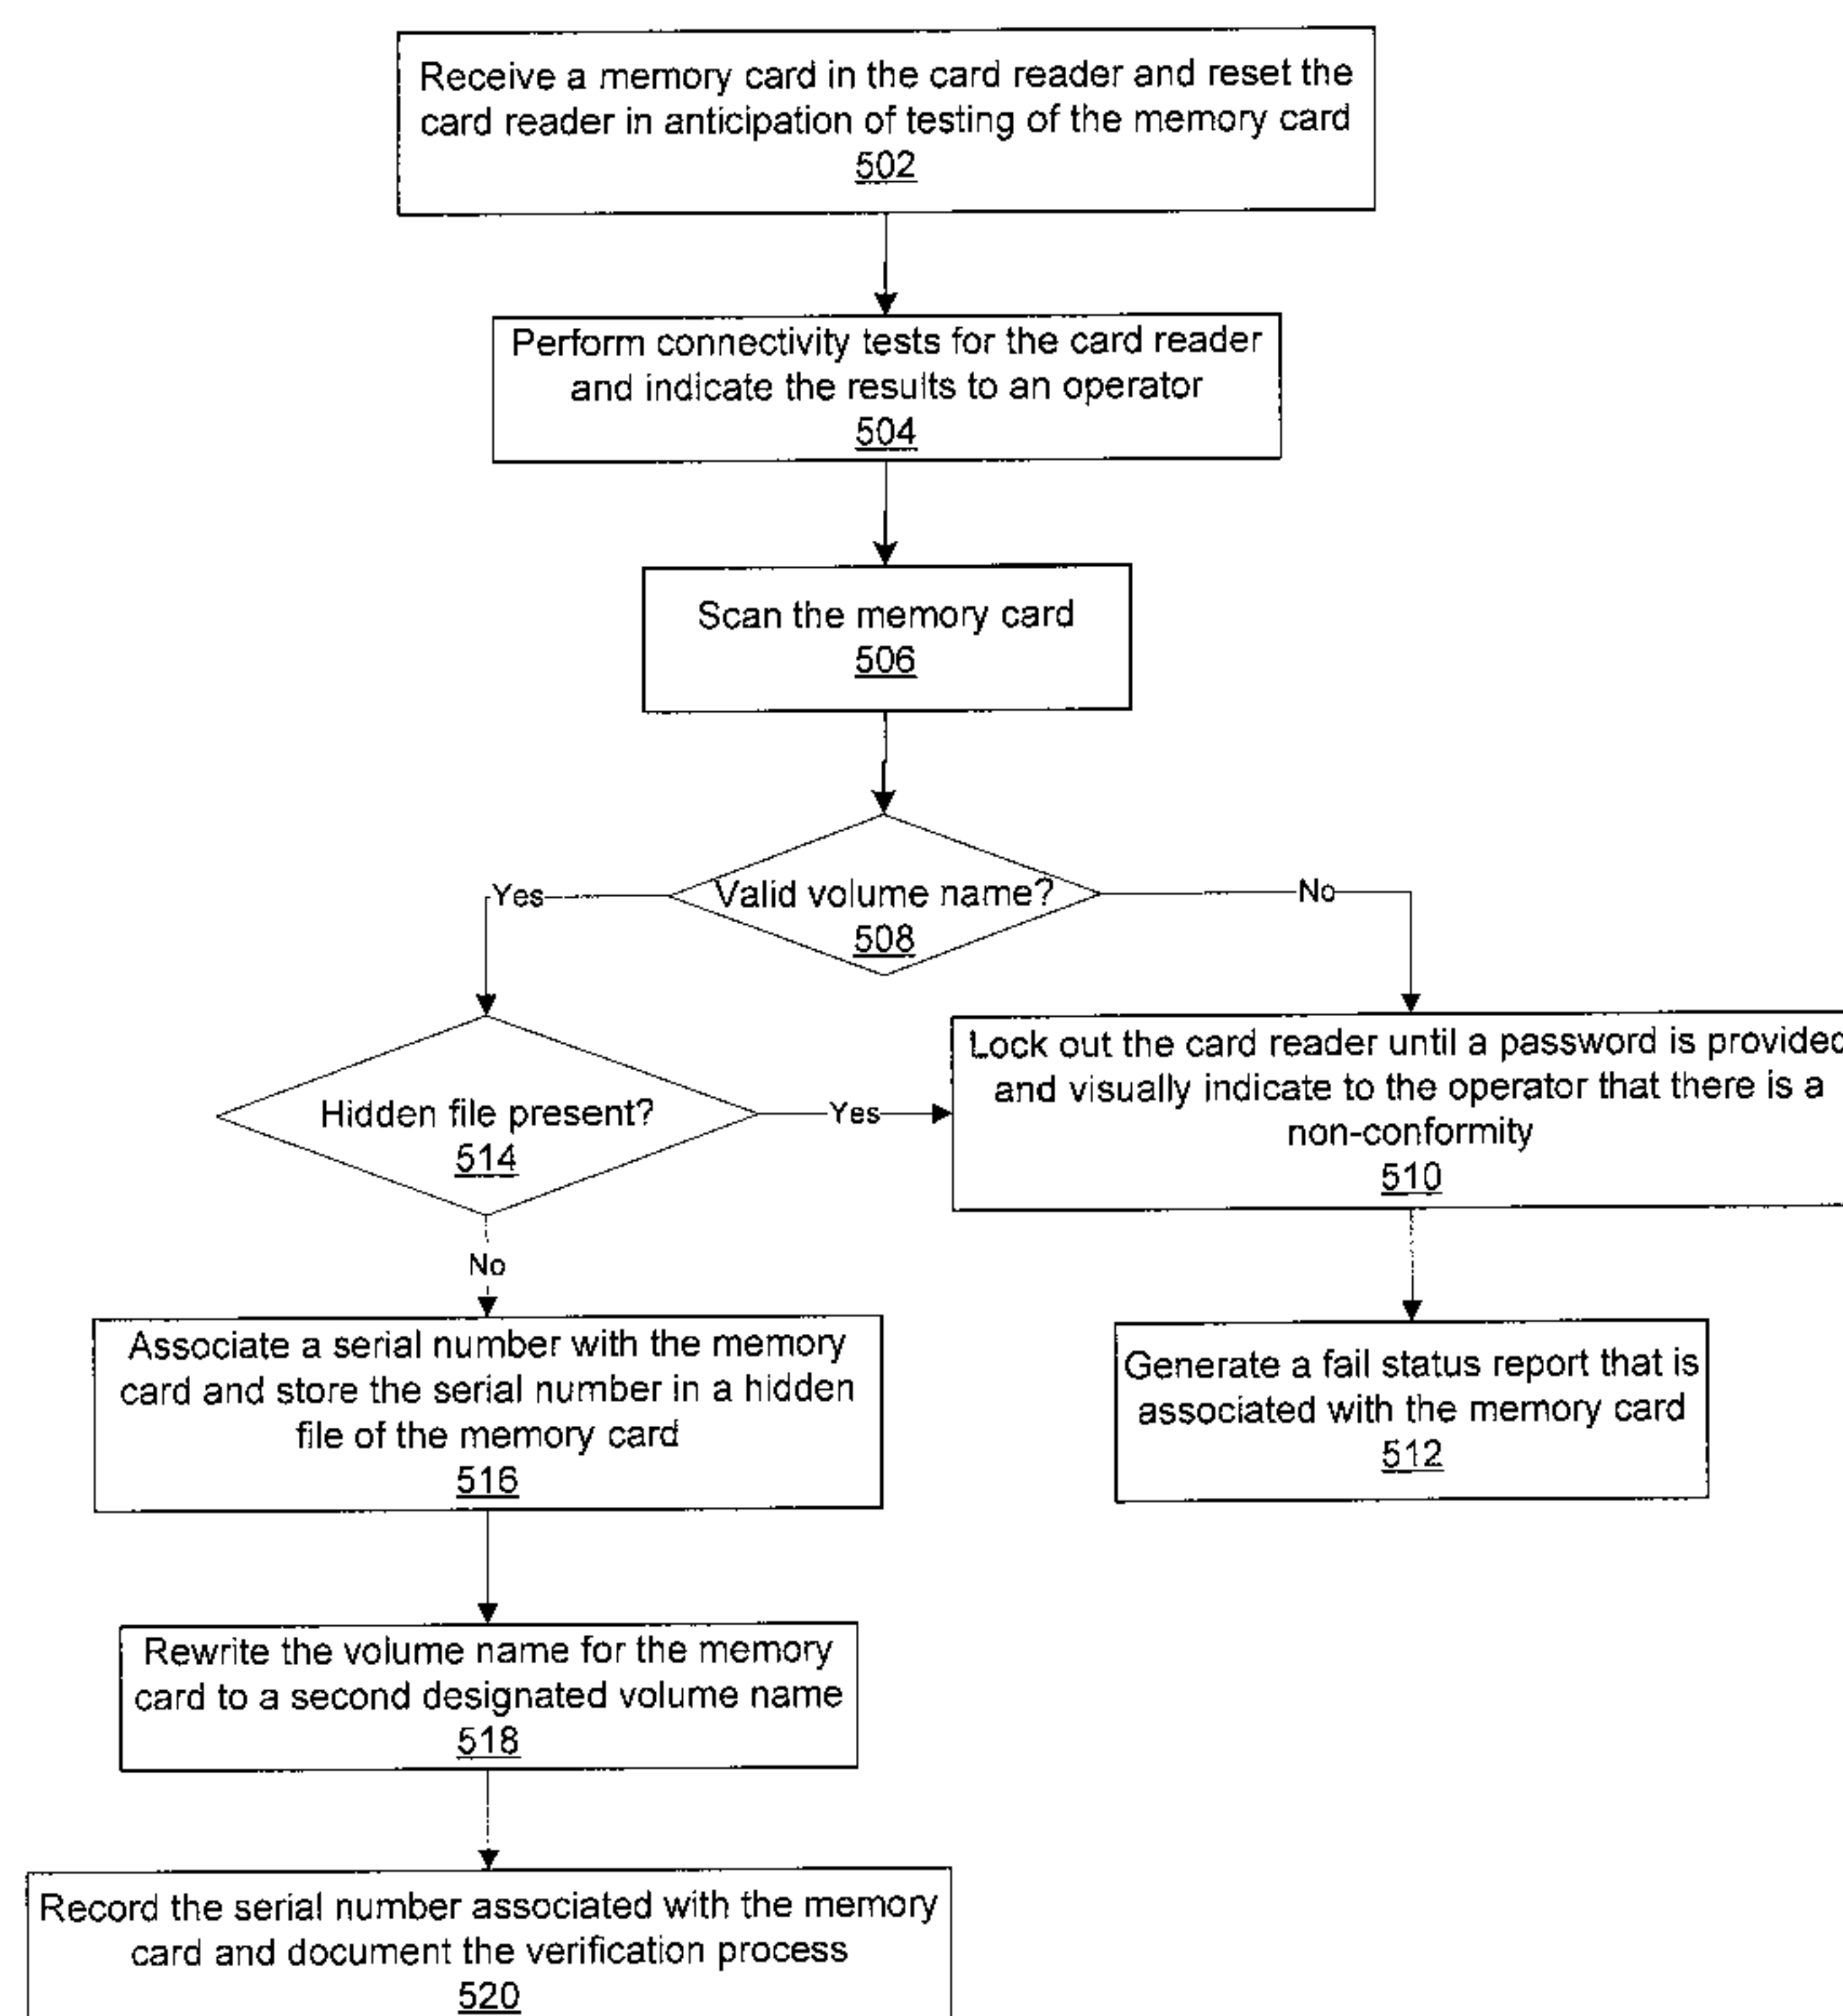 Receive a memory card in the card reader and reset the
card reader in anticipation of testing of the memory card
502
Perform connectivity tests for the card reader
and indicate the results to an operator
504
Scan the memory card
506
Valid volume name?
508
Yes
No
Hidden file present?
514
Yes
No
Lock out the card reader until a password is provided
and visually indicate to the operator that there is a
non-conformity
510
Generate a fail status report that is
associated with the memory card
512
Associate a serial number with the memory
card and store the serial number in a hidden
file of the memory card
516
Rewrite the volume name for the memory
card to a second designated volume name
518
Record the serial number associated with the memory
card and document the verification process
520